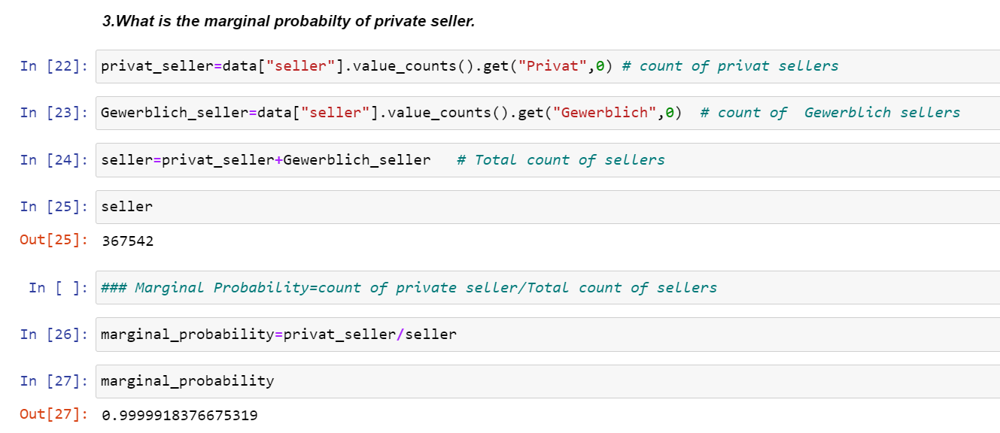 3.What is the marginal probabilty of private seller.
In [22]: privat_seller=data["seller"].value_counts().get("Privat",0) # count of privat sellers
In [23]: Gewerblich_seller=data["seller"].value_counts().get("Gewerblich",0)  # count of  Gewerblich sellers
In [24]: seller=privat_seller+Gewerblich_seller   # Total count of sellers
In [25]: seller
Out[25]: 367542
In [ ]: ### Marginal Probability=count of private seller/Total count of sellers
In [26]: marginal_probability=privat_seller/seller
In [27]: marginal_probability
Out[27]: 0.9999918376675319